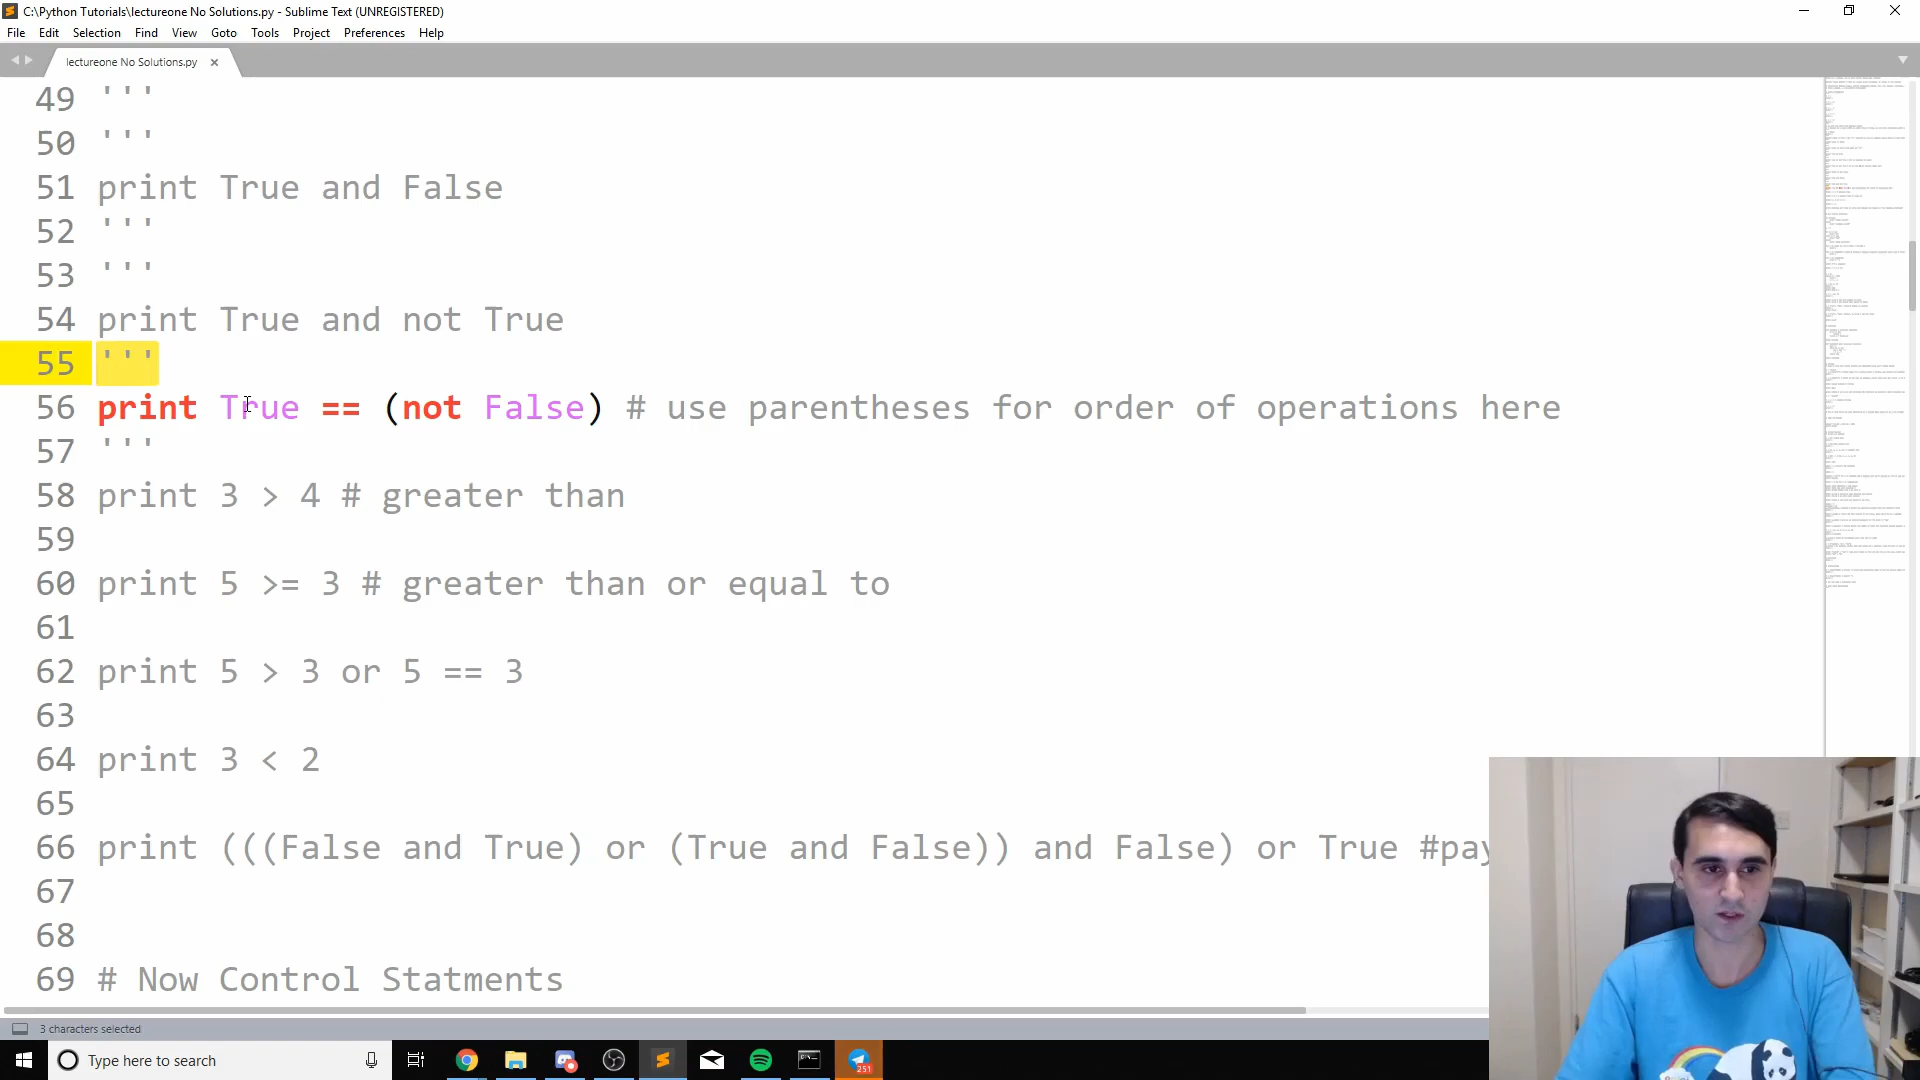 C:\Python Tutorials\lectureone No Solutions.py - Sublime Text (UNREGISTERED)
File Edit Selection Find View Goto Tools Project Preferences Help
lectureone No Solutions.py ×
49 '''
50 '''
51 print True and False
52 '''
53 '''
54 print True and not True
55 '''
56 print True == (not False) # use parentheses for order of operations here
57 '''
58 print 3 > 4 # greater than
59
60 print 5 >= 3 # greater than or equal to
61
62 print 5 > 3 or 5 == 3
63
64 print 3 < 2
65
66 print (((False and True) or (True and False)) and False) or True #pay
67
68
69 # Now Control Statments
3 characters selected
Type here to search
251